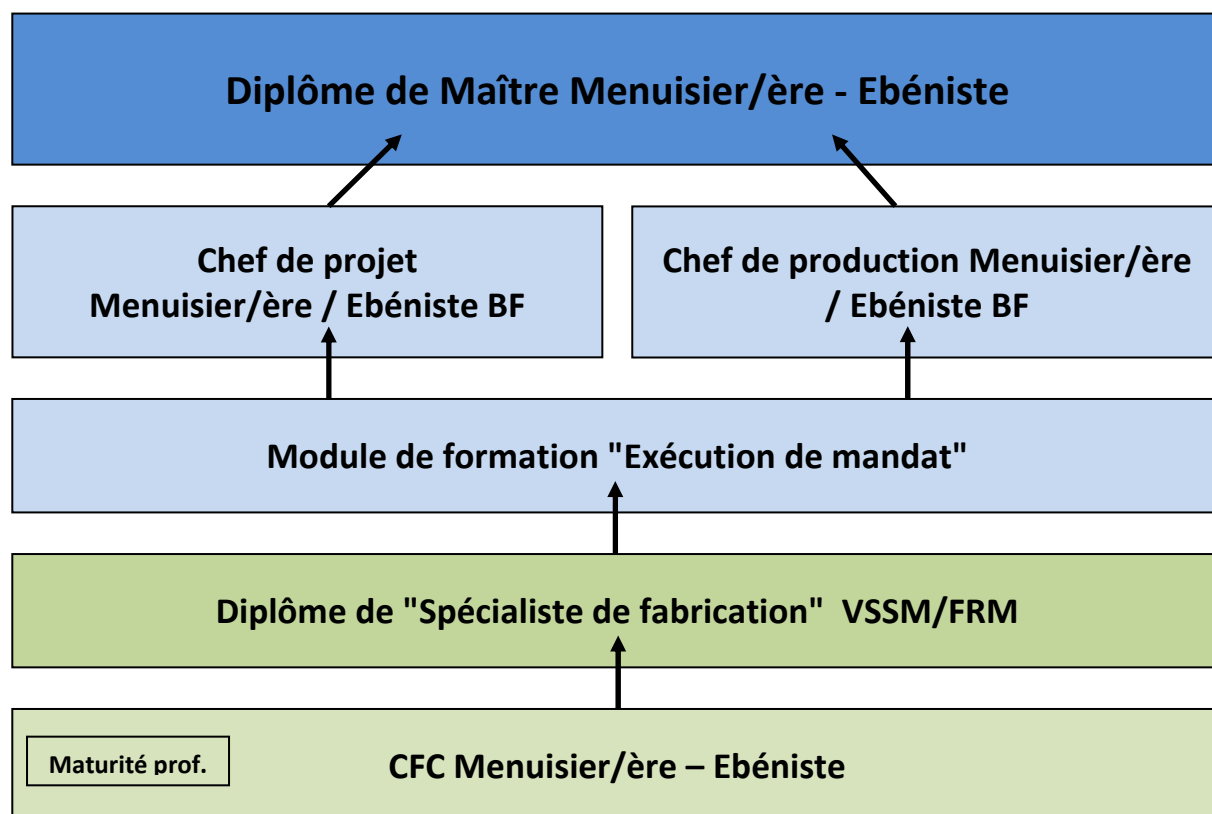 Diplôme de Maître Menuisier/ère - Ebéniste
Chef de projet
Menuisier/ère / Ebéniste BF
Chef de production Menuisier/ère
/ Ebéniste BF
Module de formation "Exécution de mandat"
Diplôme de "Spécialiste de fabrication" VSSM/FRM
Maturité prof.
CFC Menuisier/ère – Ebéniste